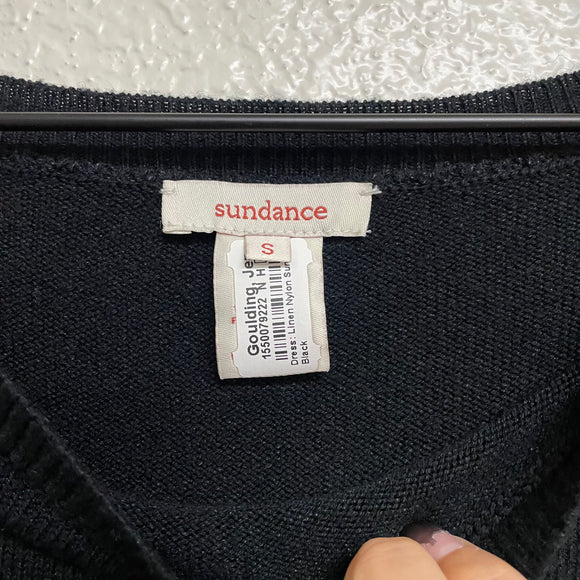 sundance
S
Goulding, Je
1550079222 N H
Dress: Linen Nylon Sun
Black